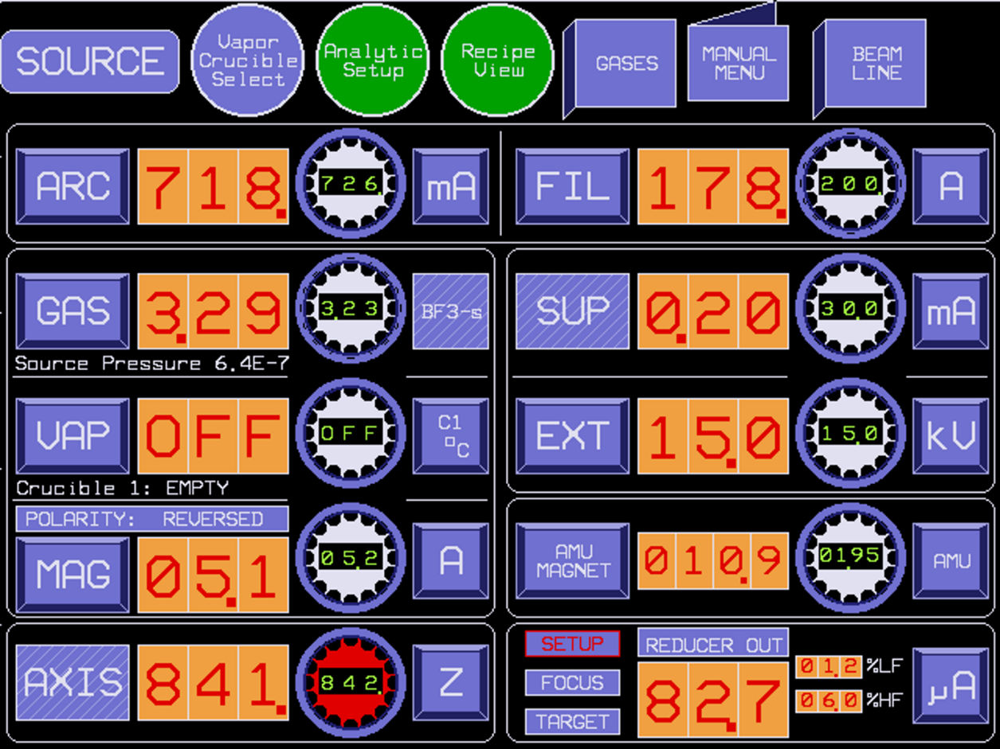 SOURCE
Vapor
Crucible
Select
Analytic
Setup
Recipe
View
GASES
MANUAL
MENU
BEAM
LINE
ARC 718. 726. mA
FIL 178. 200. A
GAS 3.29 3.23 BF3-s
Source Pressure 6.4E-7
SUP 0.20 30.0 mA
VAP OFF OFF C1
°C
Crucible 1: EMPTY
EXT 15.0 15.0 kV
POLARITY: REVERSED
MAG 05.1 05.2 A
AMU
MAGNET
010.9 01.95 AMU
AXIS 841. 842. Z
SETUP
FOCUS
TARGET
REDUCER OUT
82.7
01.2 %LF
06.0 %HF
µA